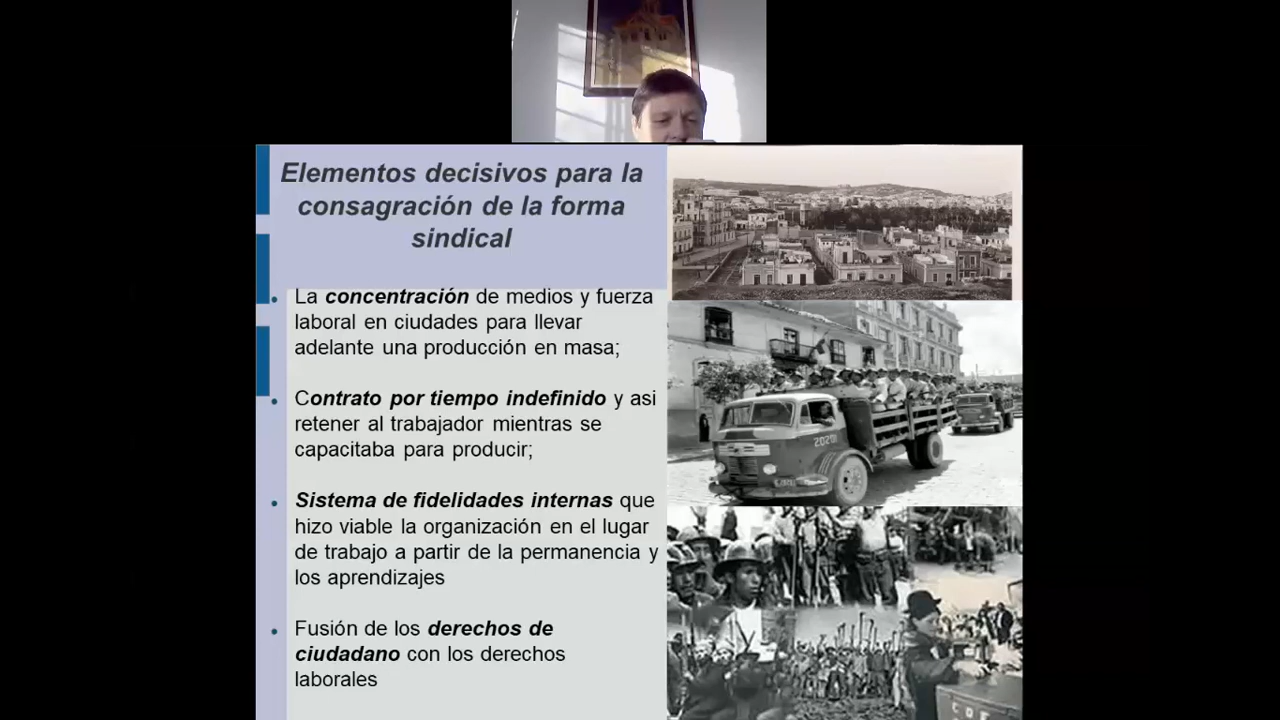 Elementos decisivos para la
consagración de la forma
sindical
• La concentración de medios y fuerza
laboral en ciudades para llevar
adelante una producción en masa;
• Contrato por tiempo indefinido y asi
retener al trabajador mientras se
capacitaba para producir;
• Sistema de fidelidades internas que
hizo viable la organización en el lugar
de trabajo a partir de la permanencia y
los aprendizajes
• Fusión de los derechos de
ciudadano con los derechos
laborales